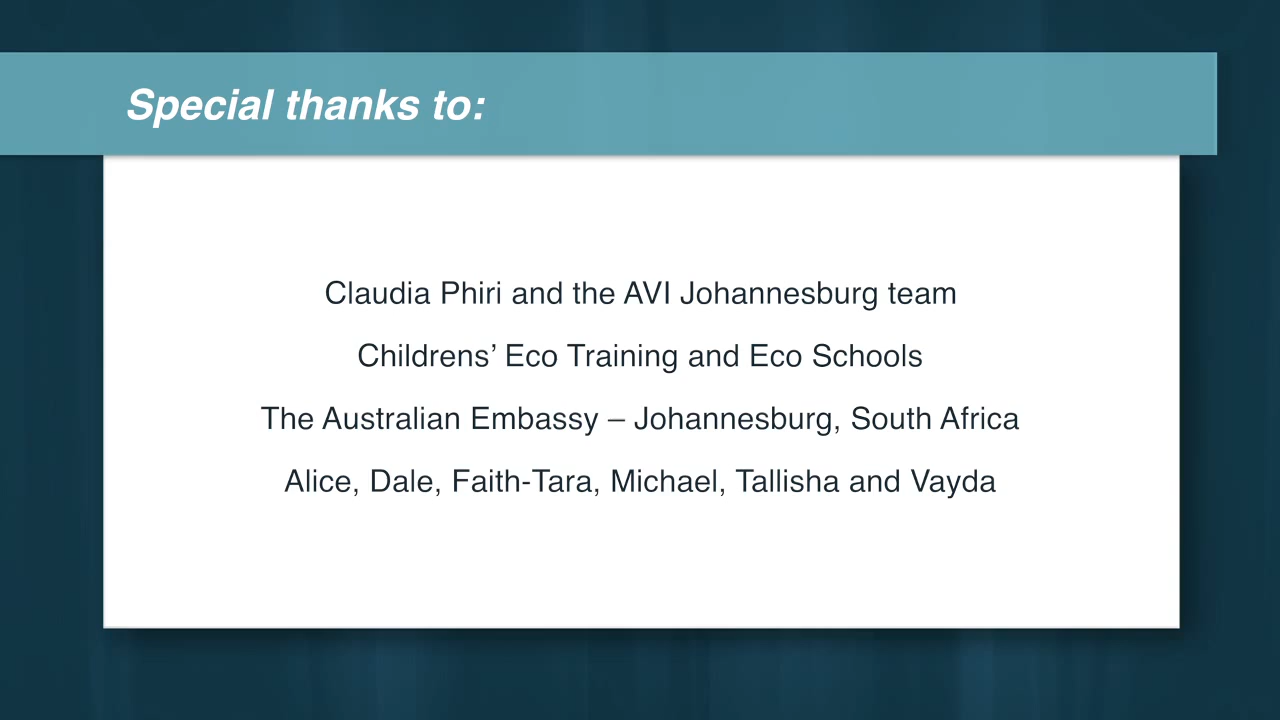 Special thanks to:
Claudia Phiri and the AVI Johannesburg team
Childrens’ Eco Training and Eco Schools
The Australian Embassy – Johannesburg, South Africa
Alice, Dale, Faith-Tara, Michael, Tallisha and Vayda